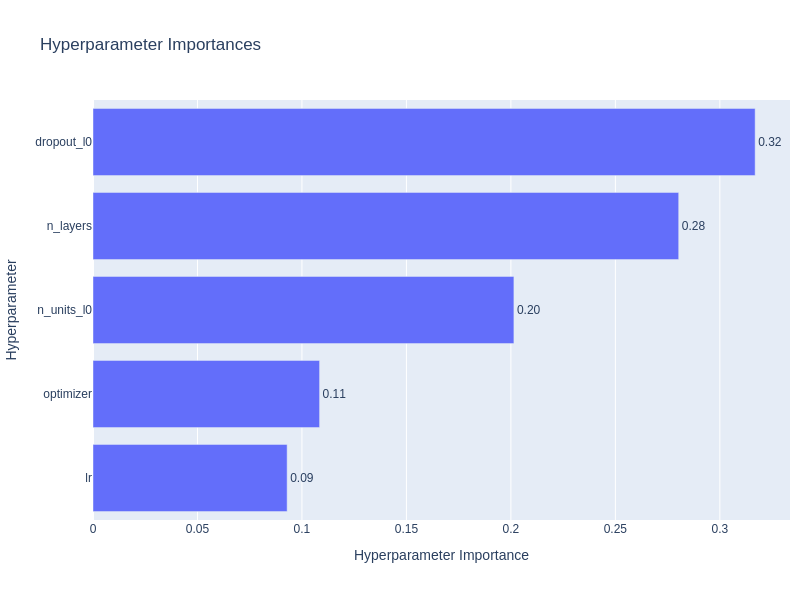 Hyperparameter Importances
Hyperparameter
dropout_l0
0.32
n_layers
0.28
n_units_l0
0.20
optimizer
0.11
lr
0.09
0
0.05
0.1
0.15
0.2
0.25
0.3
Hyperparameter Importance